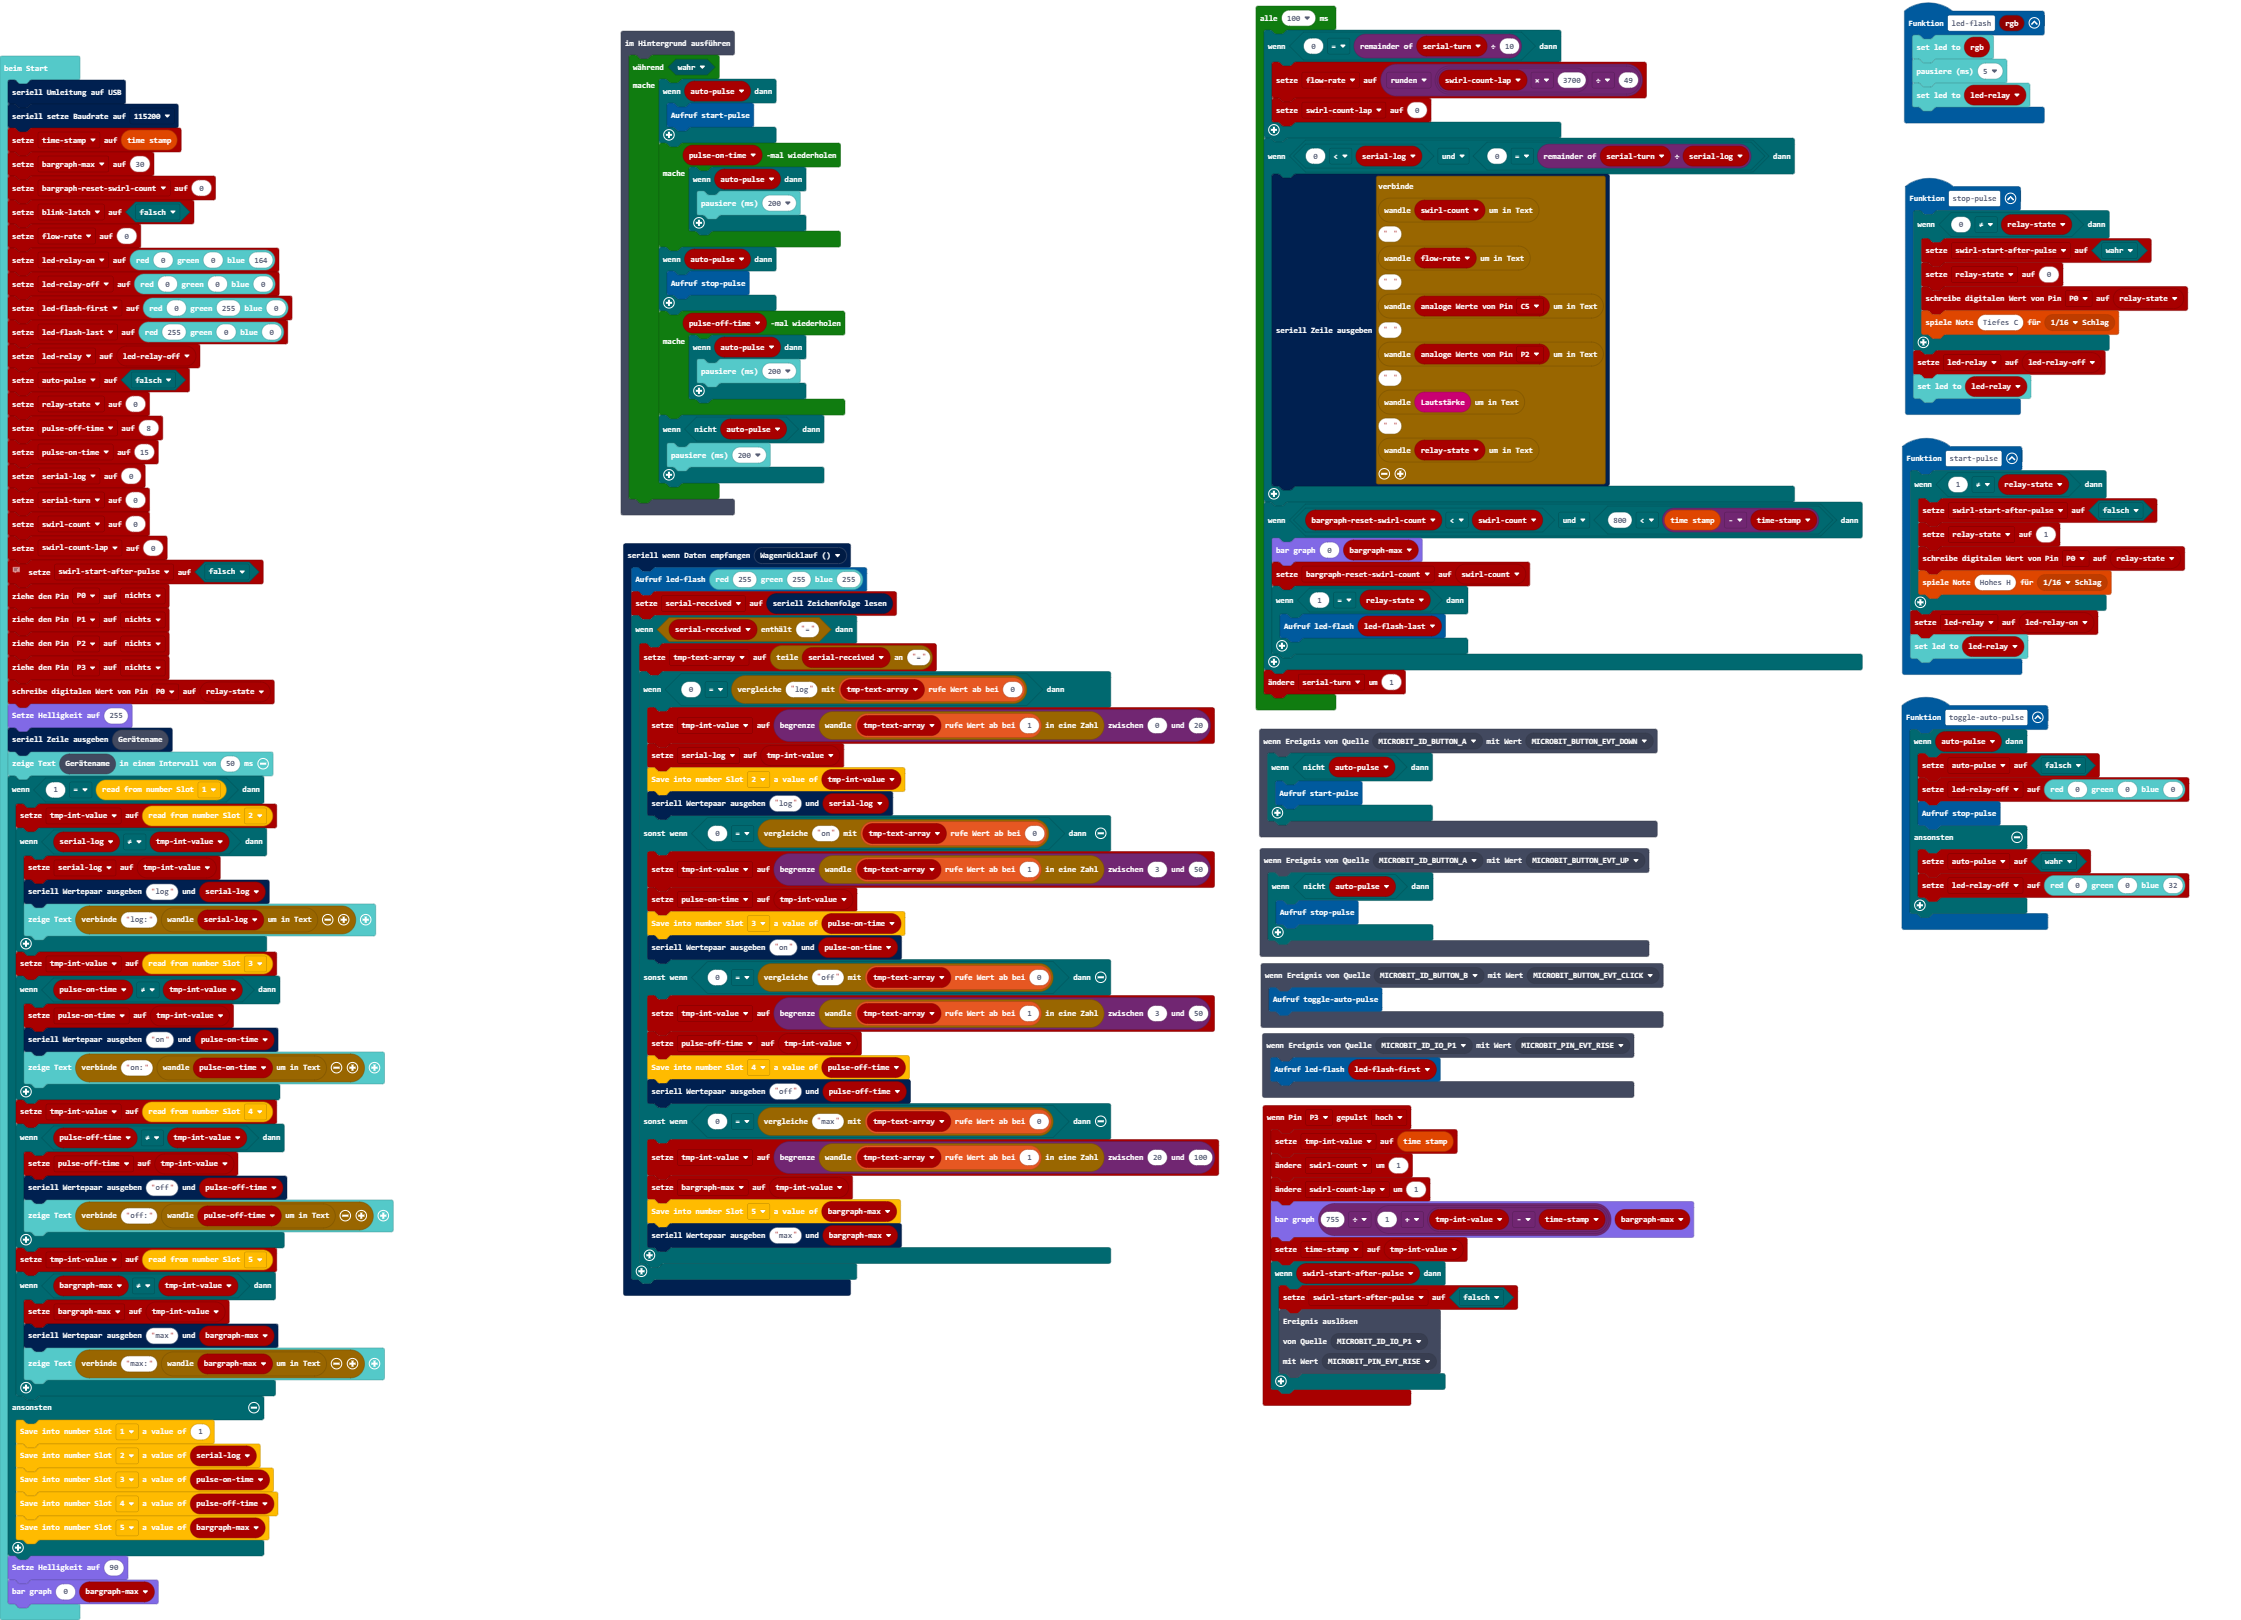 beim Start
seriell Umleitung auf USB
seriell setze Baudrate auf 115200
setze time-stamp auf time stamp
setze bargraph-max auf 30
setze bargraph-reset-swirl-count auf 0
setze blink-latch auf falsch
setze flow-rate auf 0
setze led-relay-on auf red 0 green 0 blue 164
setze led-relay-off auf red 0 green 0 blue 0
setze led-flash-first auf red 0 green 255 blue 0
setze led-flash-last auf red 255 green 0 blue 0
setze led-relay auf led-relay-off
setze auto-pulse auf falsch
setze relay-state auf 0
setze pulse-off-time auf 8
setze pulse-on-time auf 15
setze serial-log auf 0
setze serial-turn auf 0
setze swirl-count auf 0
setze swirl-count-lap auf 0
setze swirl-start-after-pulse auf falsch
ziehe den Pin P0 auf nichts
ziehe den Pin P1 auf nichts
ziehe den Pin P2 auf nichts
ziehe den Pin P3 auf nichts
schreibe digitalen Wert von Pin P0 auf relay-state
Setze Helligkeit auf 255
seriell Zeile ausgeben Gerätename
zeige Text Gerätename in einem Intervall von 50 ms
wenn 1 = read from number Slot 1 dann
setze tmp-int-value auf read from number Slot 2
wenn serial-log ≠ tmp-int-value dann
setze serial-log auf tmp-int-value
seriell Wertepaar ausgeben "log" und serial-log
zeige Text verbinde "log:" wandle serial-log um in Text
setze tmp-int-value auf read from number Slot 3
wenn pulse-on-time ≠ tmp-int-value dann
setze pulse-on-time auf tmp-int-value
seriell Wertepaar ausgeben "on" und pulse-on-time
zeige Text verbinde "on:" wandle pulse-on-time um in Text
setze tmp-int-value auf read from number Slot 4
wenn pulse-off-time ≠ tmp-int-value dann
setze pulse-off-time auf tmp-int-value
seriell Wertepaar ausgeben "off" und pulse-off-time
zeige Text verbinde "off:" wandle pulse-off-time um in Text
setze tmp-int-value auf read from number Slot 5
wenn bargraph-max ≠ tmp-int-value dann
setze bargraph-max auf tmp-int-value
seriell Wertepaar ausgeben "max" und bargraph-max
zeige Text verbinde "max:" wandle bargraph-max um in Text
ansonsten
Save into number Slot 1 a value of 1
Save into number Slot 2 a value of serial-log
Save into number Slot 3 a value of pulse-on-time
Save into number Slot 4 a value of pulse-off-time
Save into number Slot 5 a value of bargraph-max
Setze Helligkeit auf 90
bar graph 0 bargraph-max
im Hintergrund ausführen
während wahr
mache
wenn auto-pulse dann
Aufruf start-pulse
pulse-on-time -mal wiederholen
mache
wenn auto-pulse dann
pausiere (ms) 200
wenn auto-pulse dann
Aufruf stop-pulse
pulse-off-time -mal wiederholen
mache
wenn auto-pulse dann
pausiere (ms) 200
wenn nicht auto-pulse dann
pausiere (ms) 200
seriell wenn Daten empfangen Wagenrücklauf ()
Aufruf led-flash red 255 green 255 blue 255
setze serial-received auf seriell Zeichenfolge lesen
wenn serial-received enthält "-" dann
setze tmp-text-array auf teile serial-received an "-"
wenn 0 = vergleiche "log" mit tmp-text-array rufe Wert ab bei 0 dann
setze tmp-int-value auf begrenze wandle tmp-text-array rufe Wert ab bei 1 in eine Zahl zwischen 0 und 20
setze serial-log auf tmp-int-value
Save into number Slot 2 a value of tmp-int-value
seriell Wertepaar ausgeben "log" und serial-log
sonst wenn 0 = vergleiche "on" mit tmp-text-array rufe Wert ab bei 0 dann
setze tmp-int-value auf begrenze wandle tmp-text-array rufe Wert ab bei 1 in eine Zahl zwischen 3 und 50
setze pulse-on-time auf tmp-int-value
Save into number Slot 3 a value of pulse-on-time
seriell Wertepaar ausgeben "on" und pulse-on-time
sonst wenn 0 = vergleiche "off" mit tmp-text-array rufe Wert ab bei 0 dann
setze tmp-int-value auf begrenze wandle tmp-text-array rufe Wert ab bei 1 in eine Zahl zwischen 3 und 50
setze pulse-off-time auf tmp-int-value
Save into number Slot 4 a value of pulse-off-time
seriell Wertepaar ausgeben "off" und pulse-off-time
sonst wenn 0 = vergleiche "max" mit tmp-text-array rufe Wert ab bei 0 dann
setze tmp-int-value auf begrenze wandle tmp-text-array rufe Wert ab bei 1 in eine Zahl zwischen 20 und 100
setze bargraph-max auf tmp-int-value
Save into number Slot 5 a value of bargraph-max
seriell Wertepaar ausgeben "max" und bargraph-max
alle 100 ms
wenn 0 = remainder of serial-turn ÷ 10 dann
setze flow-rate auf runden swirl-count-lap × 3700 ÷ 49
setze swirl-count-lap auf 0
wenn 0 < serial-log und 0 = remainder of serial-turn ÷ serial-log dann
seriell Zeile ausgeben
verbinde
wandle swirl-count um in Text
" "
wandle flow-rate um in Text
" "
wandle analoge Werte von Pin C5 um in Text
" "
wandle analoge Werte von Pin P2 um in Text
" "
wandle Lautstärke um in Text
" "
wandle relay-state um in Text
wenn bargraph-reset-swirl-count < swirl-count und 800 < time stamp - time-stamp dann
bar graph 0 bargraph-max
setze bargraph-reset-swirl-count auf swirl-count
wenn 1 = relay-state dann
Aufruf led-flash led-flash-last
ändere serial-turn um 1
wenn Ereignis von Quelle MICROBIT_ID_BUTTON_A mit Wert MICROBIT_BUTTON_EVT_DOWN
wenn nicht auto-pulse dann
Aufruf start-pulse
wenn Ereignis von Quelle MICROBIT_ID_BUTTON_A mit Wert MICROBIT_BUTTON_EVT_UP
wenn nicht auto-pulse dann
Aufruf stop-pulse
wenn Ereignis von Quelle MICROBIT_ID_BUTTON_B mit Wert MICROBIT_BUTTON_EVT_CLICK
Aufruf toggle-auto-pulse
wenn Ereignis von Quelle MICROBIT_ID_IO_P1 mit Wert MICROBIT_PIN_EVT_RISE
Aufruf led-flash led-flash-first
wenn Pin P3 gepulst hoch
setze tmp-int-value auf time stamp
ändere swirl-count um 1
ändere swirl-count-lap um 1
bar graph 755 ÷ 1 + tmp-int-value - time-stamp bargraph-max
setze time-stamp auf tmp-int-value
wenn swirl-start-after-pulse dann
setze swirl-start-after-pulse auf falsch
Ereignis auslösen
von Quelle MICROBIT_ID_IO_P1
mit Wert MICROBIT_PIN_EVT_RISE
Funktion led-flash rgb
set led to rgb
pausiere (ms) 5
set led to led-relay
Funktion stop-pulse
wenn 0 ≠ relay-state dann
setze swirl-start-after-pulse auf wahr
setze relay-state auf 0
schreibe digitalen Wert von Pin P0 auf relay-state
spiele Note Tiefes C für 1/16 Schlag
setze led-relay auf led-relay-off
set led to led-relay
Funktion start-pulse
wenn 1 ≠ relay-state dann
setze swirl-start-after-pulse auf falsch
setze relay-state auf 1
schreibe digitalen Wert von Pin P0 auf relay-state
spiele Note Hohes H für 1/16 Schlag
setze led-relay auf led-relay-on
set led to led-relay
Funktion toggle-auto-pulse
wenn auto-pulse dann
setze auto-pulse auf falsch
setze led-relay-off auf red 0 green 0 blue 0
Aufruf stop-pulse
ansonsten
setze auto-pulse auf wahr
setze led-relay-off auf red 0 green 0 blue 32